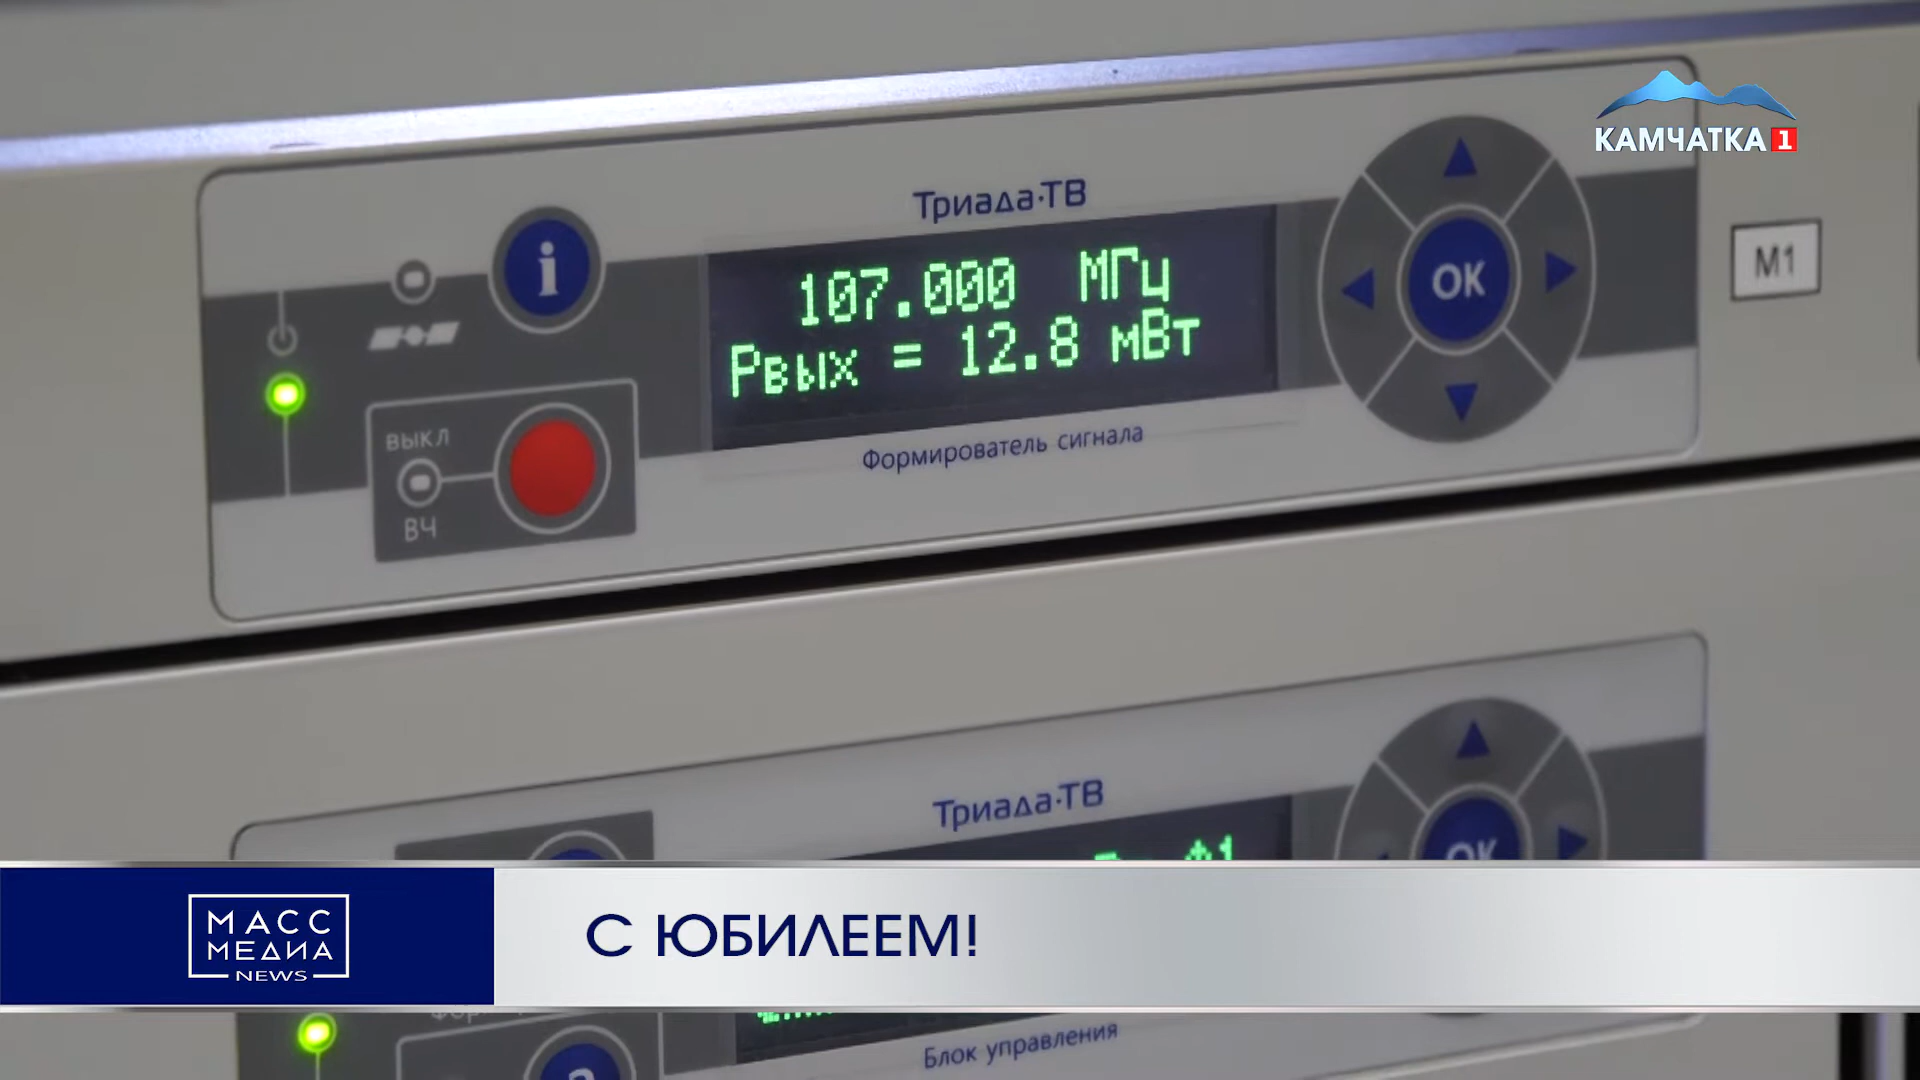 КАМЧАТКА 1
Триада·ТВ
i
107.000 МГц
Рвых = 12.8 мВт
OK
M1
ВЫКЛ
ВЧ
Формирователь сигнала
Триада·ТВ
OK
МАСС
МЕДИА
NEWS
С ЮБИЛЕЕМ!
Блок управления